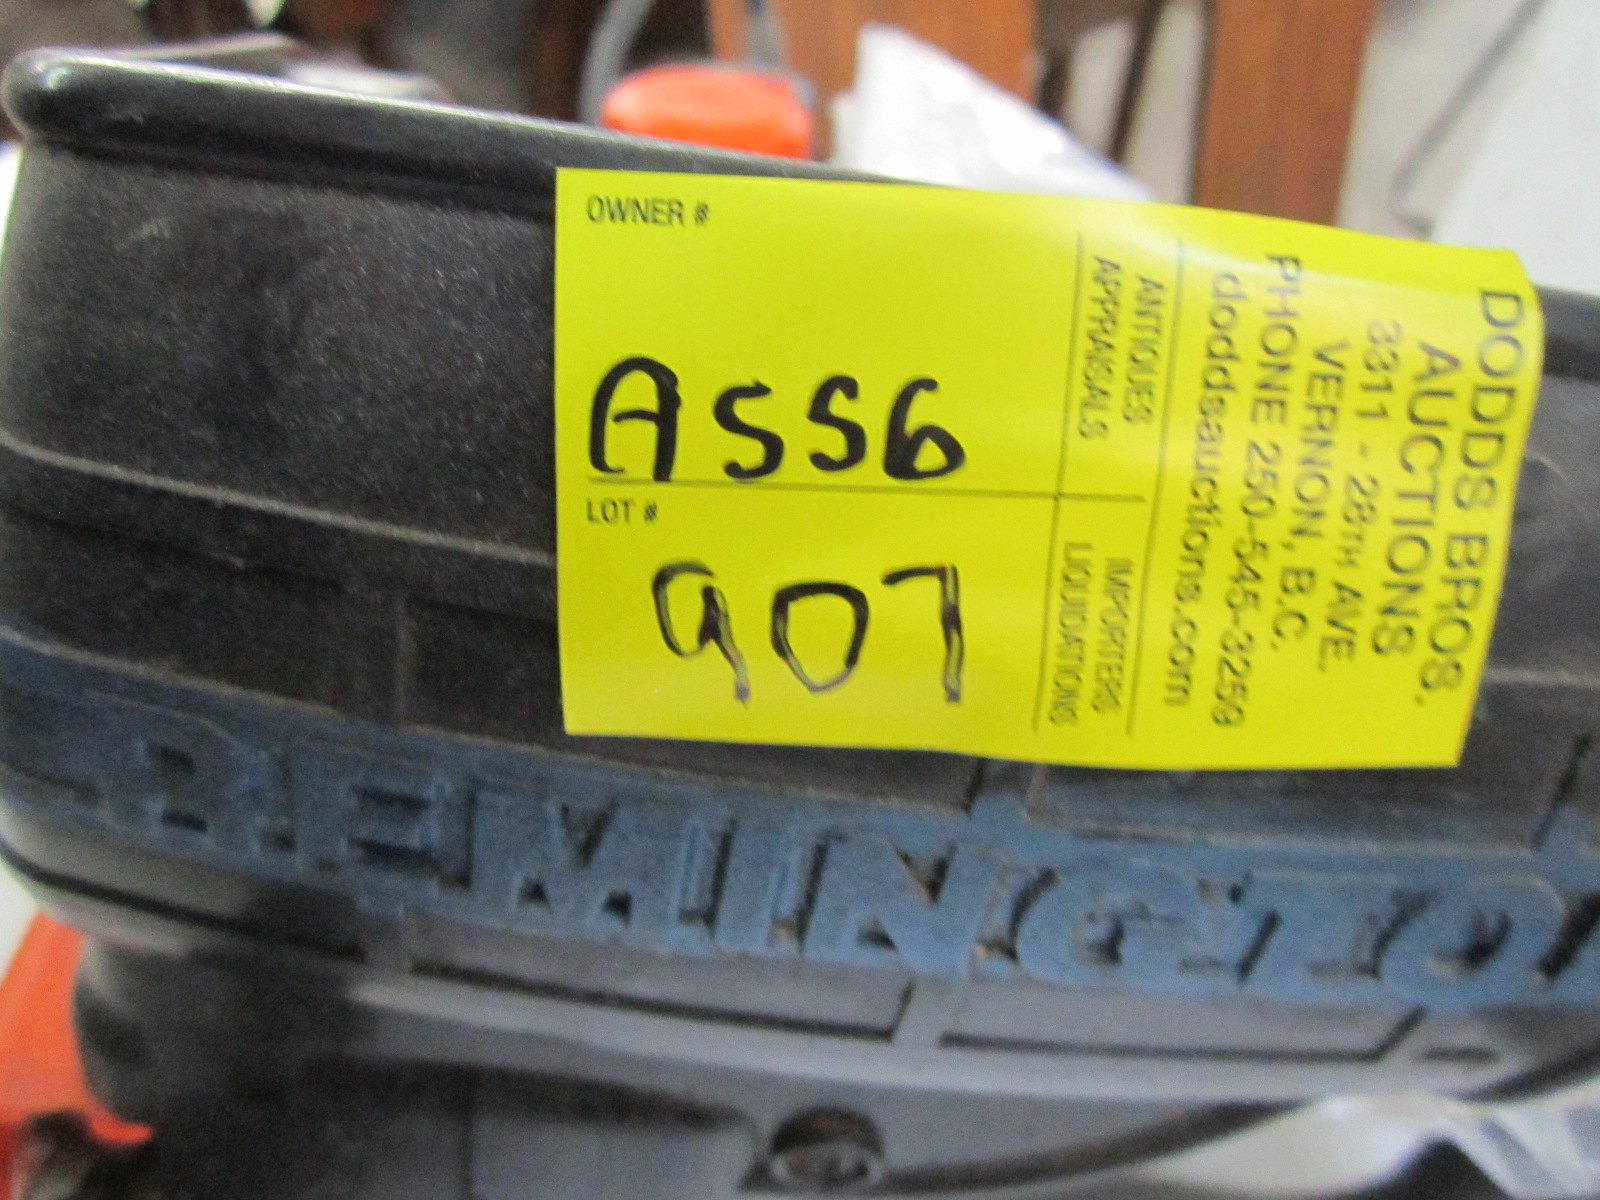 OWNER #
A556
LOT #
907
ANTIQUES
APPRAISALS
IMPORTERS
LIQUIDATIONS
DODDS BROS.
AUCTIONS
3311 - 28TH AVE.
VERNON, B.C.
PHONE 250-545-3259
doddsauctions.com
REMINGTO